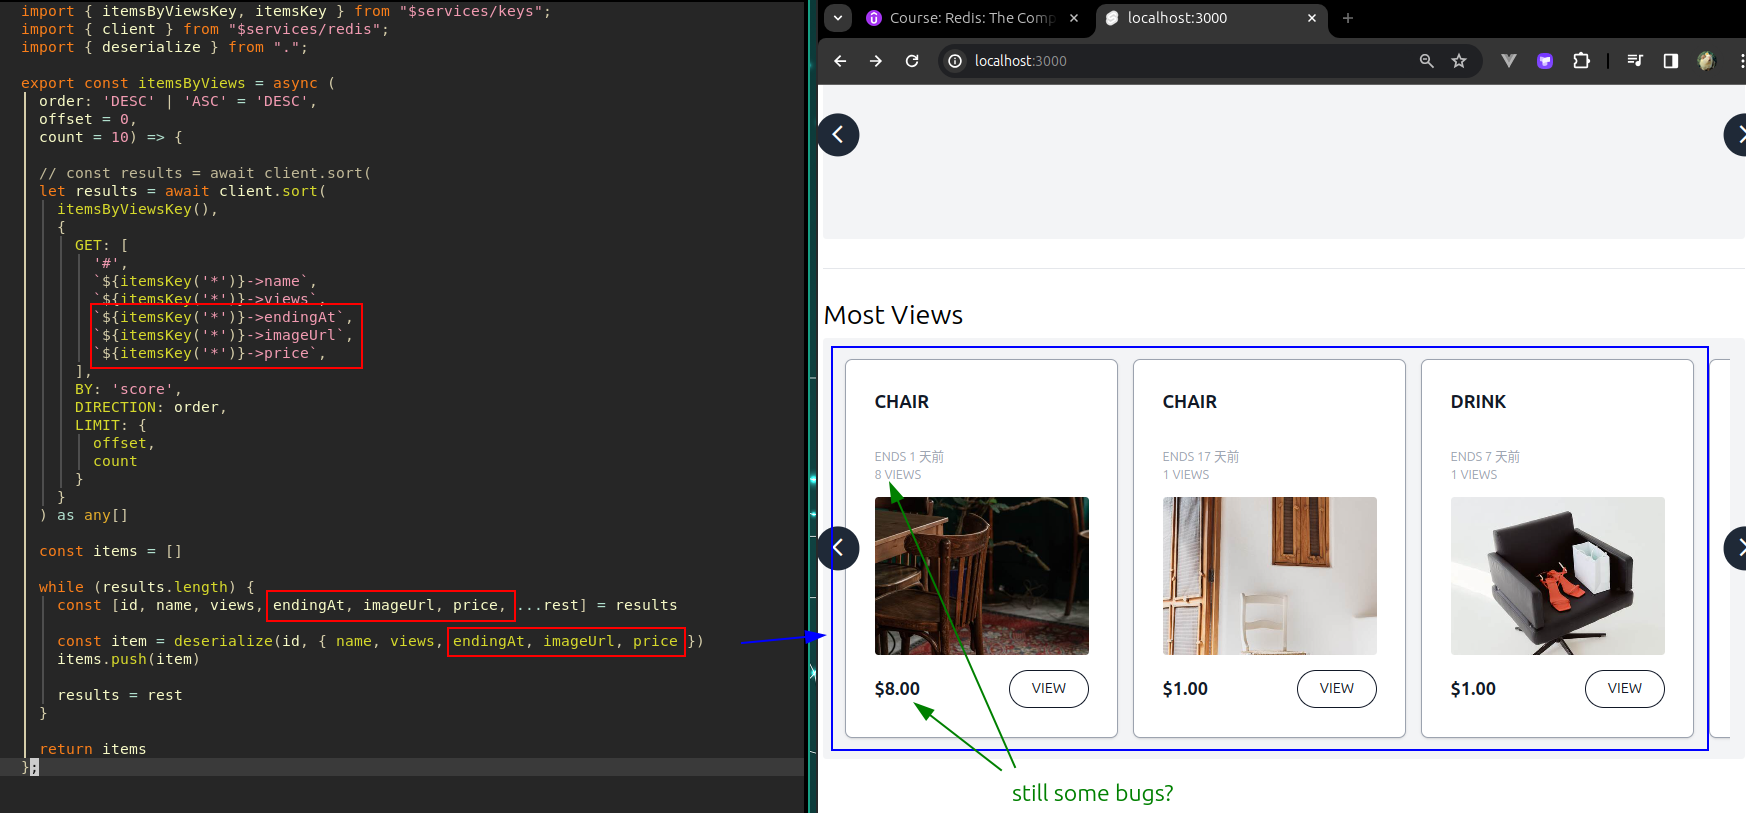 import { itemsByViewsKey, itemsKey } from "$services/keys";
import { client } from "$services/redis";
import { deserialize } from ".";
export const itemsByViews = async (
order: 'DESC' | 'ASC' = 'DESC',
offset = 0,
count = 10) => {
// const results = await client.sort(
let results = await client.sort(
itemsByViewsKey(),
{
GET: [
'#',
`${itemsKey('*')}->name`,
`${itemsKey('*')}->views`,
`${itemsKey('*')}->endingAt`,
`${itemsKey('*')}->imageUrl`,
`${itemsKey('*')}->price`,
],
BY: 'score',
DIRECTION: order,
LIMIT: {
offset,
count
}
}
) as any[]
const items = []
while (results.length) {
const [id, name, views, endingAt, imageUrl, price, ...rest] = results
const item = deserialize(id, { name, views, endingAt, imageUrl, price })
items.push(item)
results = rest
}
return items
};
Course: Redis: The Comp
localhost:3000
localhost:3000
Most Views
CHAIR
ENDS 1 天前
8 VIEWS
$8.00
VIEW
CHAIR
ENDS 17 天前
1 VIEWS
$1.00
VIEW
DRINK
ENDS 7 天前
1 VIEWS
$1.00
VIEW
still some bugs?